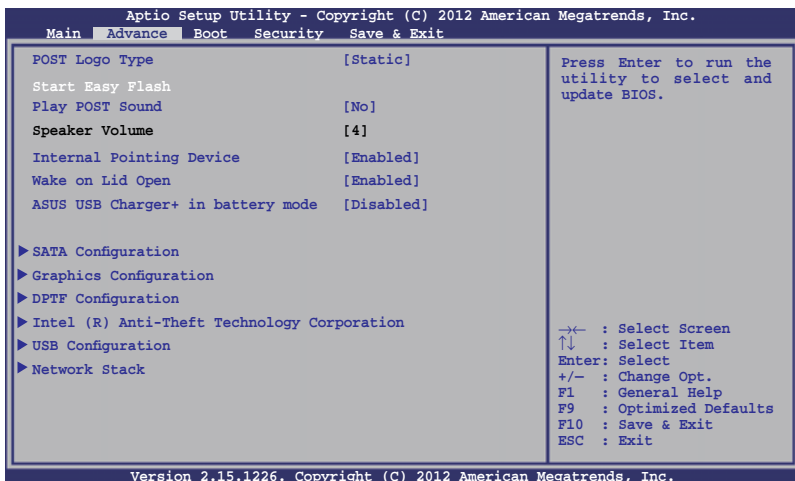 Aptio Setup Utility - Copyright (C) 2012 American Megatrends, Inc.
Main Advance Boot Security Save & Exit
POST Logo Type [Static]
Start Easy Flash
Play POST Sound [No]
Speaker Volume [4]
Internal Pointing Device [Enabled]
Wake on Lid Open [Enabled]
ASUS USB Charger+ in battery mode [Disabled]
SATA Configuration
Graphics Configuration
DPTF Configuration
Intel (R) Anti-Theft Technology Corporation
USB Configuration
Network Stack
Press Enter to run the
utility to select and
update BIOS.
→← : Select Screen
↑↓ : Select Item
Enter: Select
+/— : Change Opt.
F1 : General Help
F9 : Optimized Defaults
F10 : Save & Exit
ESC : Exit
Version 2.15.1226. Copyright (C) 2012 American Megatrends, Inc.